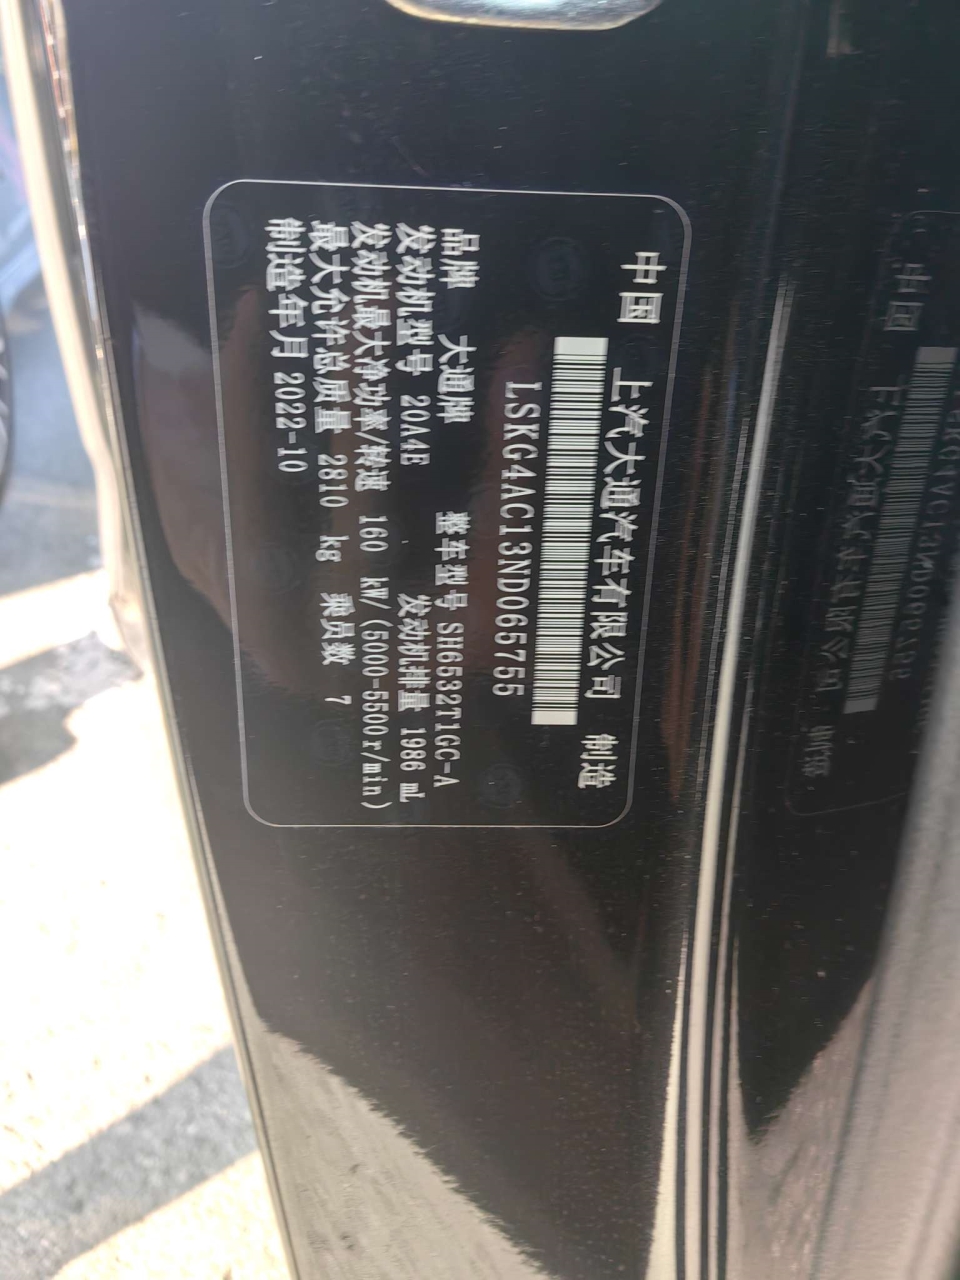 中国 上汽大通汽车有限公司 制造
LSKG4AC13ND065755
品牌 大通牌 整车型号 SH6532T1GC-A
发动机型号 20A4E 发动机排量 1986 mL
发动机最大净功率/转速 160 kW/(5000-5500r/min)
最大允许总质量 2810 kg 乘员数 7
制造年月 2022-10